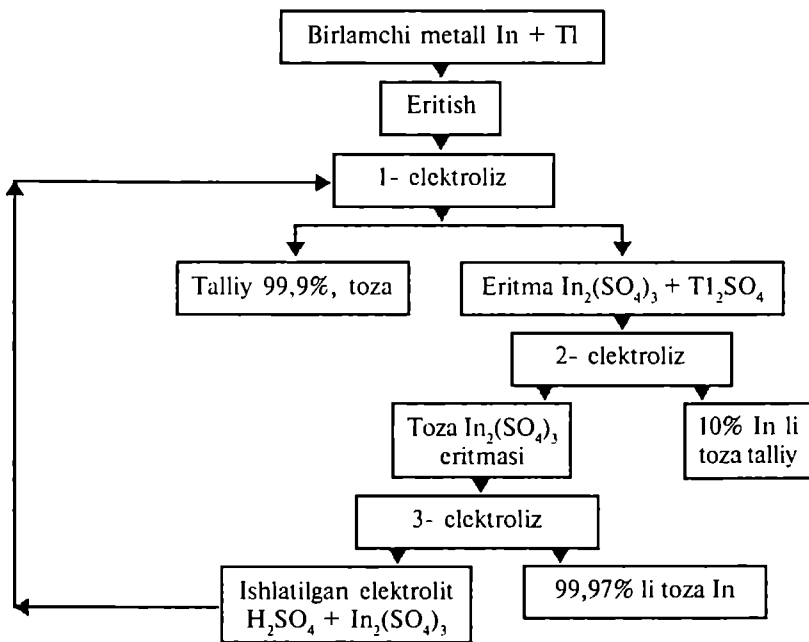 Birlamchi metall In + Tl
Eritish
1- elektroliz
Talliy 99,9%, toza
Eritma In₂(SO₄)₃ + Tl₂SO₄
2- elektroliz
Toza In₂(SO₄)₃
eritmasi
10% In li
toza talliy
3- elektroliz
Ishlatilgan elektrolit
H₂SO₄ + In₂(SO₄)₃
99,97% li toza In